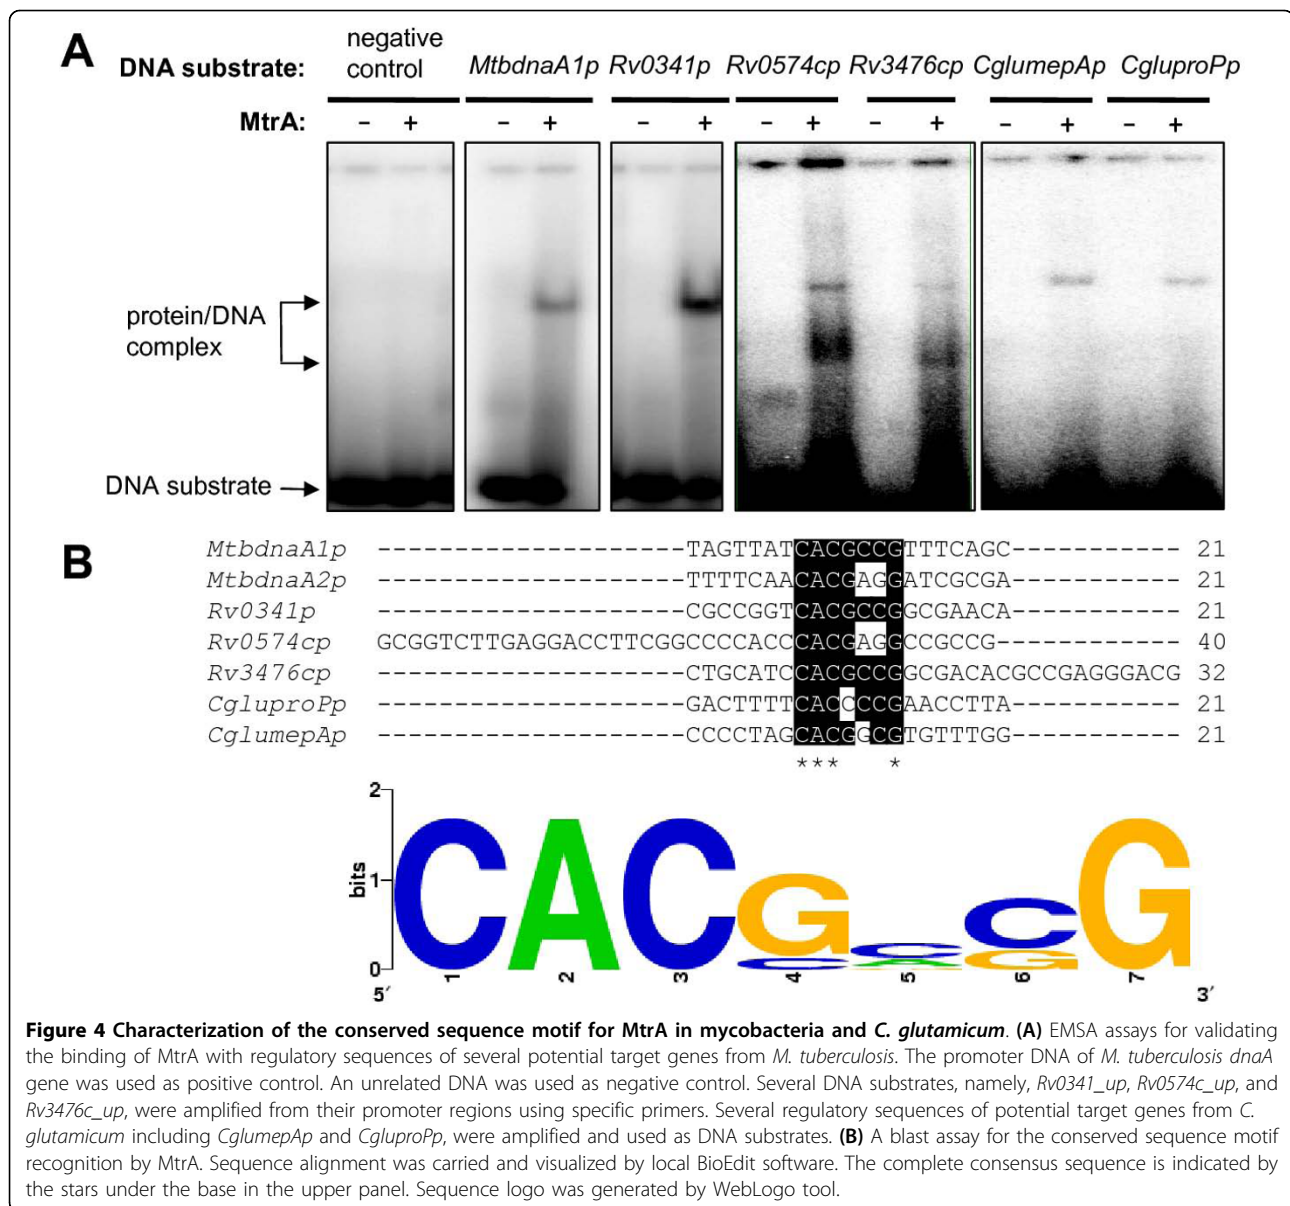 A
DNA substrate:
negative
control
MtbdnaA1p Rv0341p Rv0574cp Rv3476cp CglumepAp CgluproPp
MtrA: - + - + - + - + - + - + - +
protein/DNA
complex
DNA substrate
B
MtbdnaA1p --------------------TAGTTATCACGCCGTTTCAGC----------- 21
MtbdnaA2p --------------------TTTTCAACACGAGGATCGCGA----------- 21
Rv0341p --------------------CGCCGGTCACGCCGGCGAACA----------- 21
Rv0574cp GCGGTCTTGAGGACCTTCGGCCCCACCCACGAGGCCGCCG------------ 40
Rv3476cp --------------------CTGCATCCACGCCGGCGACACGCCGAGGGACG 32
CgluproPp --------------------GACTTTTCACCCCGAACCTTA----------- 21
CglumepAp --------------------CCCCTAGCACGGCGTGTTTGG----------- 21
*** *
2
bits
1
0
CACGCCG
C A G
G
5′ 1 2 3 4 5 6 7 3′
Figure 4 Characterization of the conserved sequence motif for MtrA in mycobacteria and C. glutamicum. (A) EMSA assays for validating
the binding of MtrA with regulatory sequences of several potential target genes from M. tuberculosis. The promoter DNA of M. tuberculosis dnaA
gene was used as positive control. An unrelated DNA was used as negative control. Several DNA substrates, namely, Rv0341_up, Rv0574c_up, and
Rv3476c_up, were amplified from their promoter regions using specific primers. Several regulatory sequences of potential target genes from C.
glutamicum including CglumepAp and CgluproPp, were amplified and used as DNA substrates. (B) A blast assay for the conserved sequence motif
recognition by MtrA. Sequence alignment was carried and visualized by local BioEdit software. The complete consensus sequence is indicated by
the stars under the base in the upper panel. Sequence logo was generated by WebLogo tool.